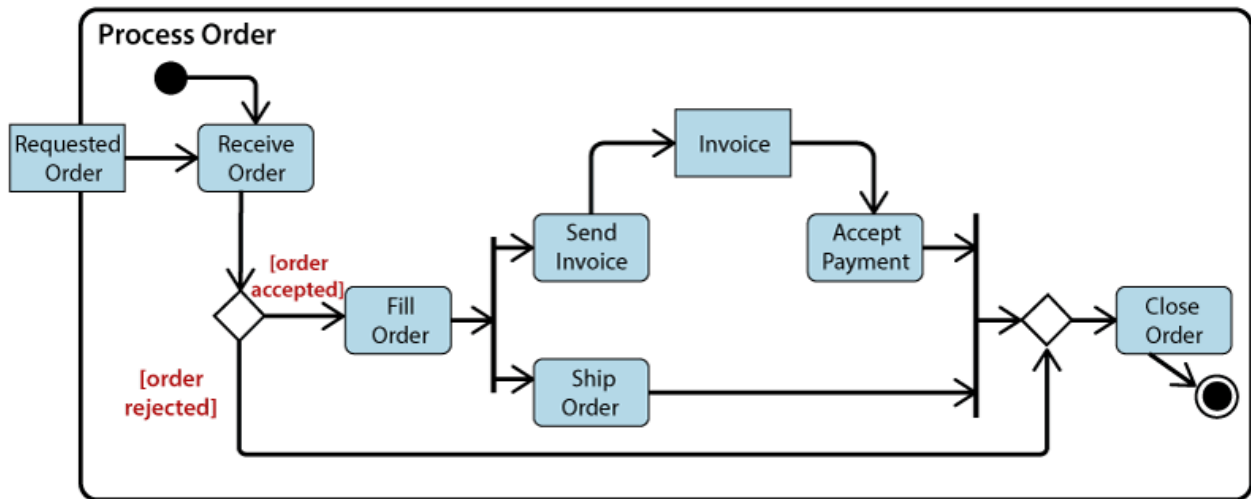 Process Order
Requested
Order
Receive
Order
[order
accepted]
[order
rejected]
Fill
Order
Send
Invoice
Invoice
Accept
Payment
Ship
Order
Close
Order